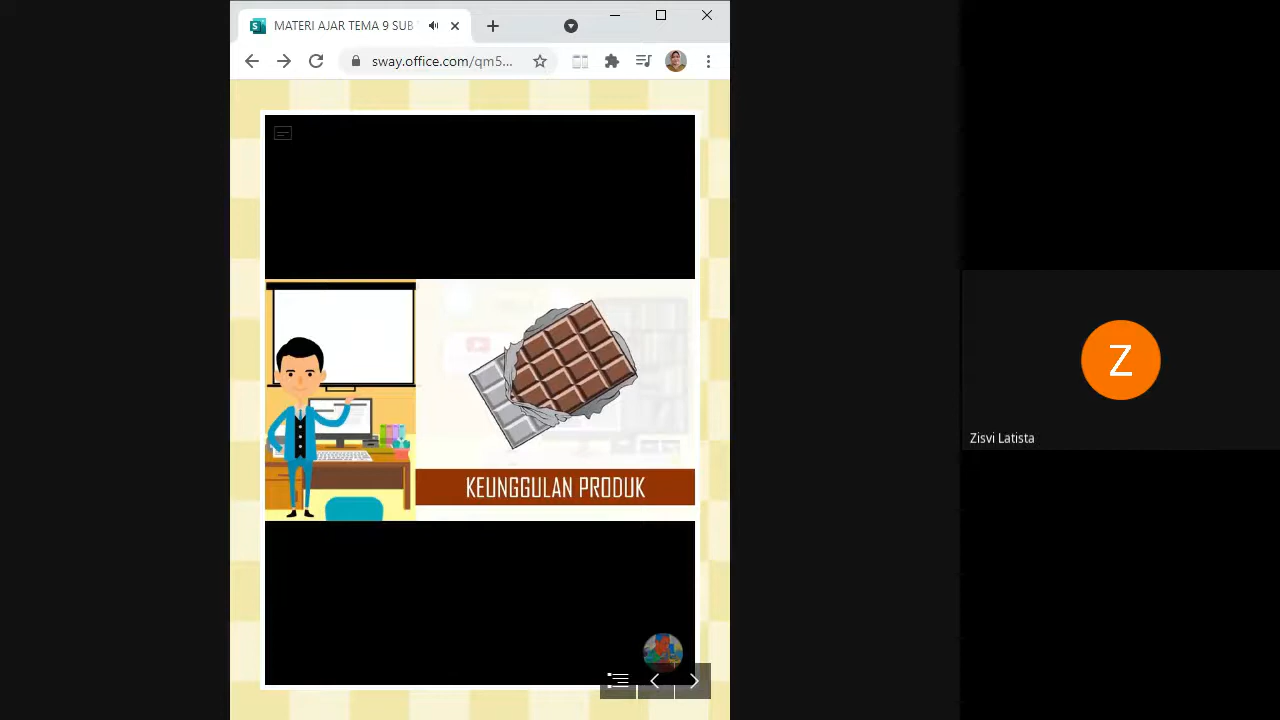 MATERI AJAR TEMA 9 SUB
sway.office.com/qm5...
KEUNGGULAN PRODUK
Z
Zisvi Latista